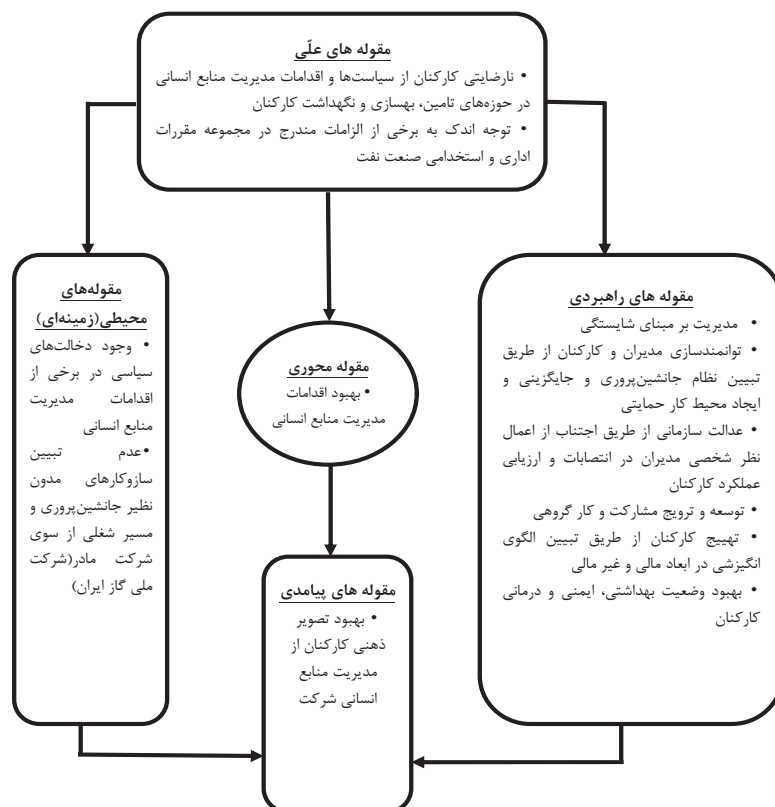 مقوله های علّی
• نارضایتی کارکنان از سیاست‌ها و اقدامات مدیریت منابع انسانی
در حوزه‌های تامین، بهسازی و نگهداشت کارکنان
• توجه اندک به برخی از الزامات مندرج در مجموعه مقررات
اداری و استخدامی صنعت نفت
مقوله های راهبردی
• مدیریت بر مبنای شایستگی
• توانمندسازی مدیران و کارکنان از طریق
تبیین نظام جانشین‌پروری و جایگزینی و
ایجاد محیط کار حمایتی
• عدالت سازمانی از طریق اجتناب از اعمال
نظر شخصی مدیران در انتصابات و ارزیابی
عملکرد کارکنان
• توسعه و ترویج مشارکت و کار گروهی
• تهییج کارکنان از طریق تبیین الگوی
انگیزشی در ابعاد مالی و غیر مالی
• بهبود وضعیت بهداشتی، ایمنی و درمانی
کارکنان
مقوله محوری
• بهبود اقدامات
مدیریت منابع انسانی
مقوله‌های
محیطی(زمینه‌ای)
• وجود دخالت‌های
سیاسی در برخی از
اقدامات مدیریت
منابع انسانی
•عدم تبیین
سازوکارهای مدون
نظیر جانشین‌پروری و
مسیر شغلی از سوی
شرکت مادر(شرکت
ملی گاز ایران)
مقوله های پیامدی
• بهبود تصویر
ذهنی کارکنان از
مدیریت منابع
انسانی شرکت